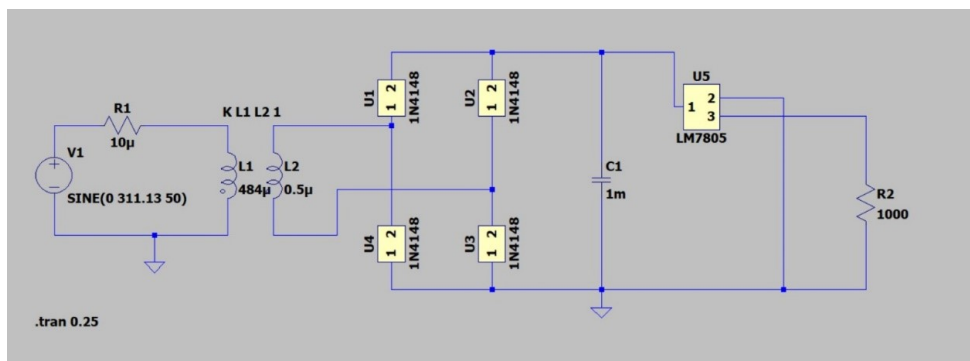 R1
10µ
V1
SINE(0 311.13 50)
K L1 L2 1
L1
484µ
L2
0.5µ
U1
1 2
1N4148
U2
1 2
1N4148
U4
1 2
1N4148
U3
1 2
1N4148
C1
1m
U5
1
2
3
LM7805
R2
1000
.tran 0.25